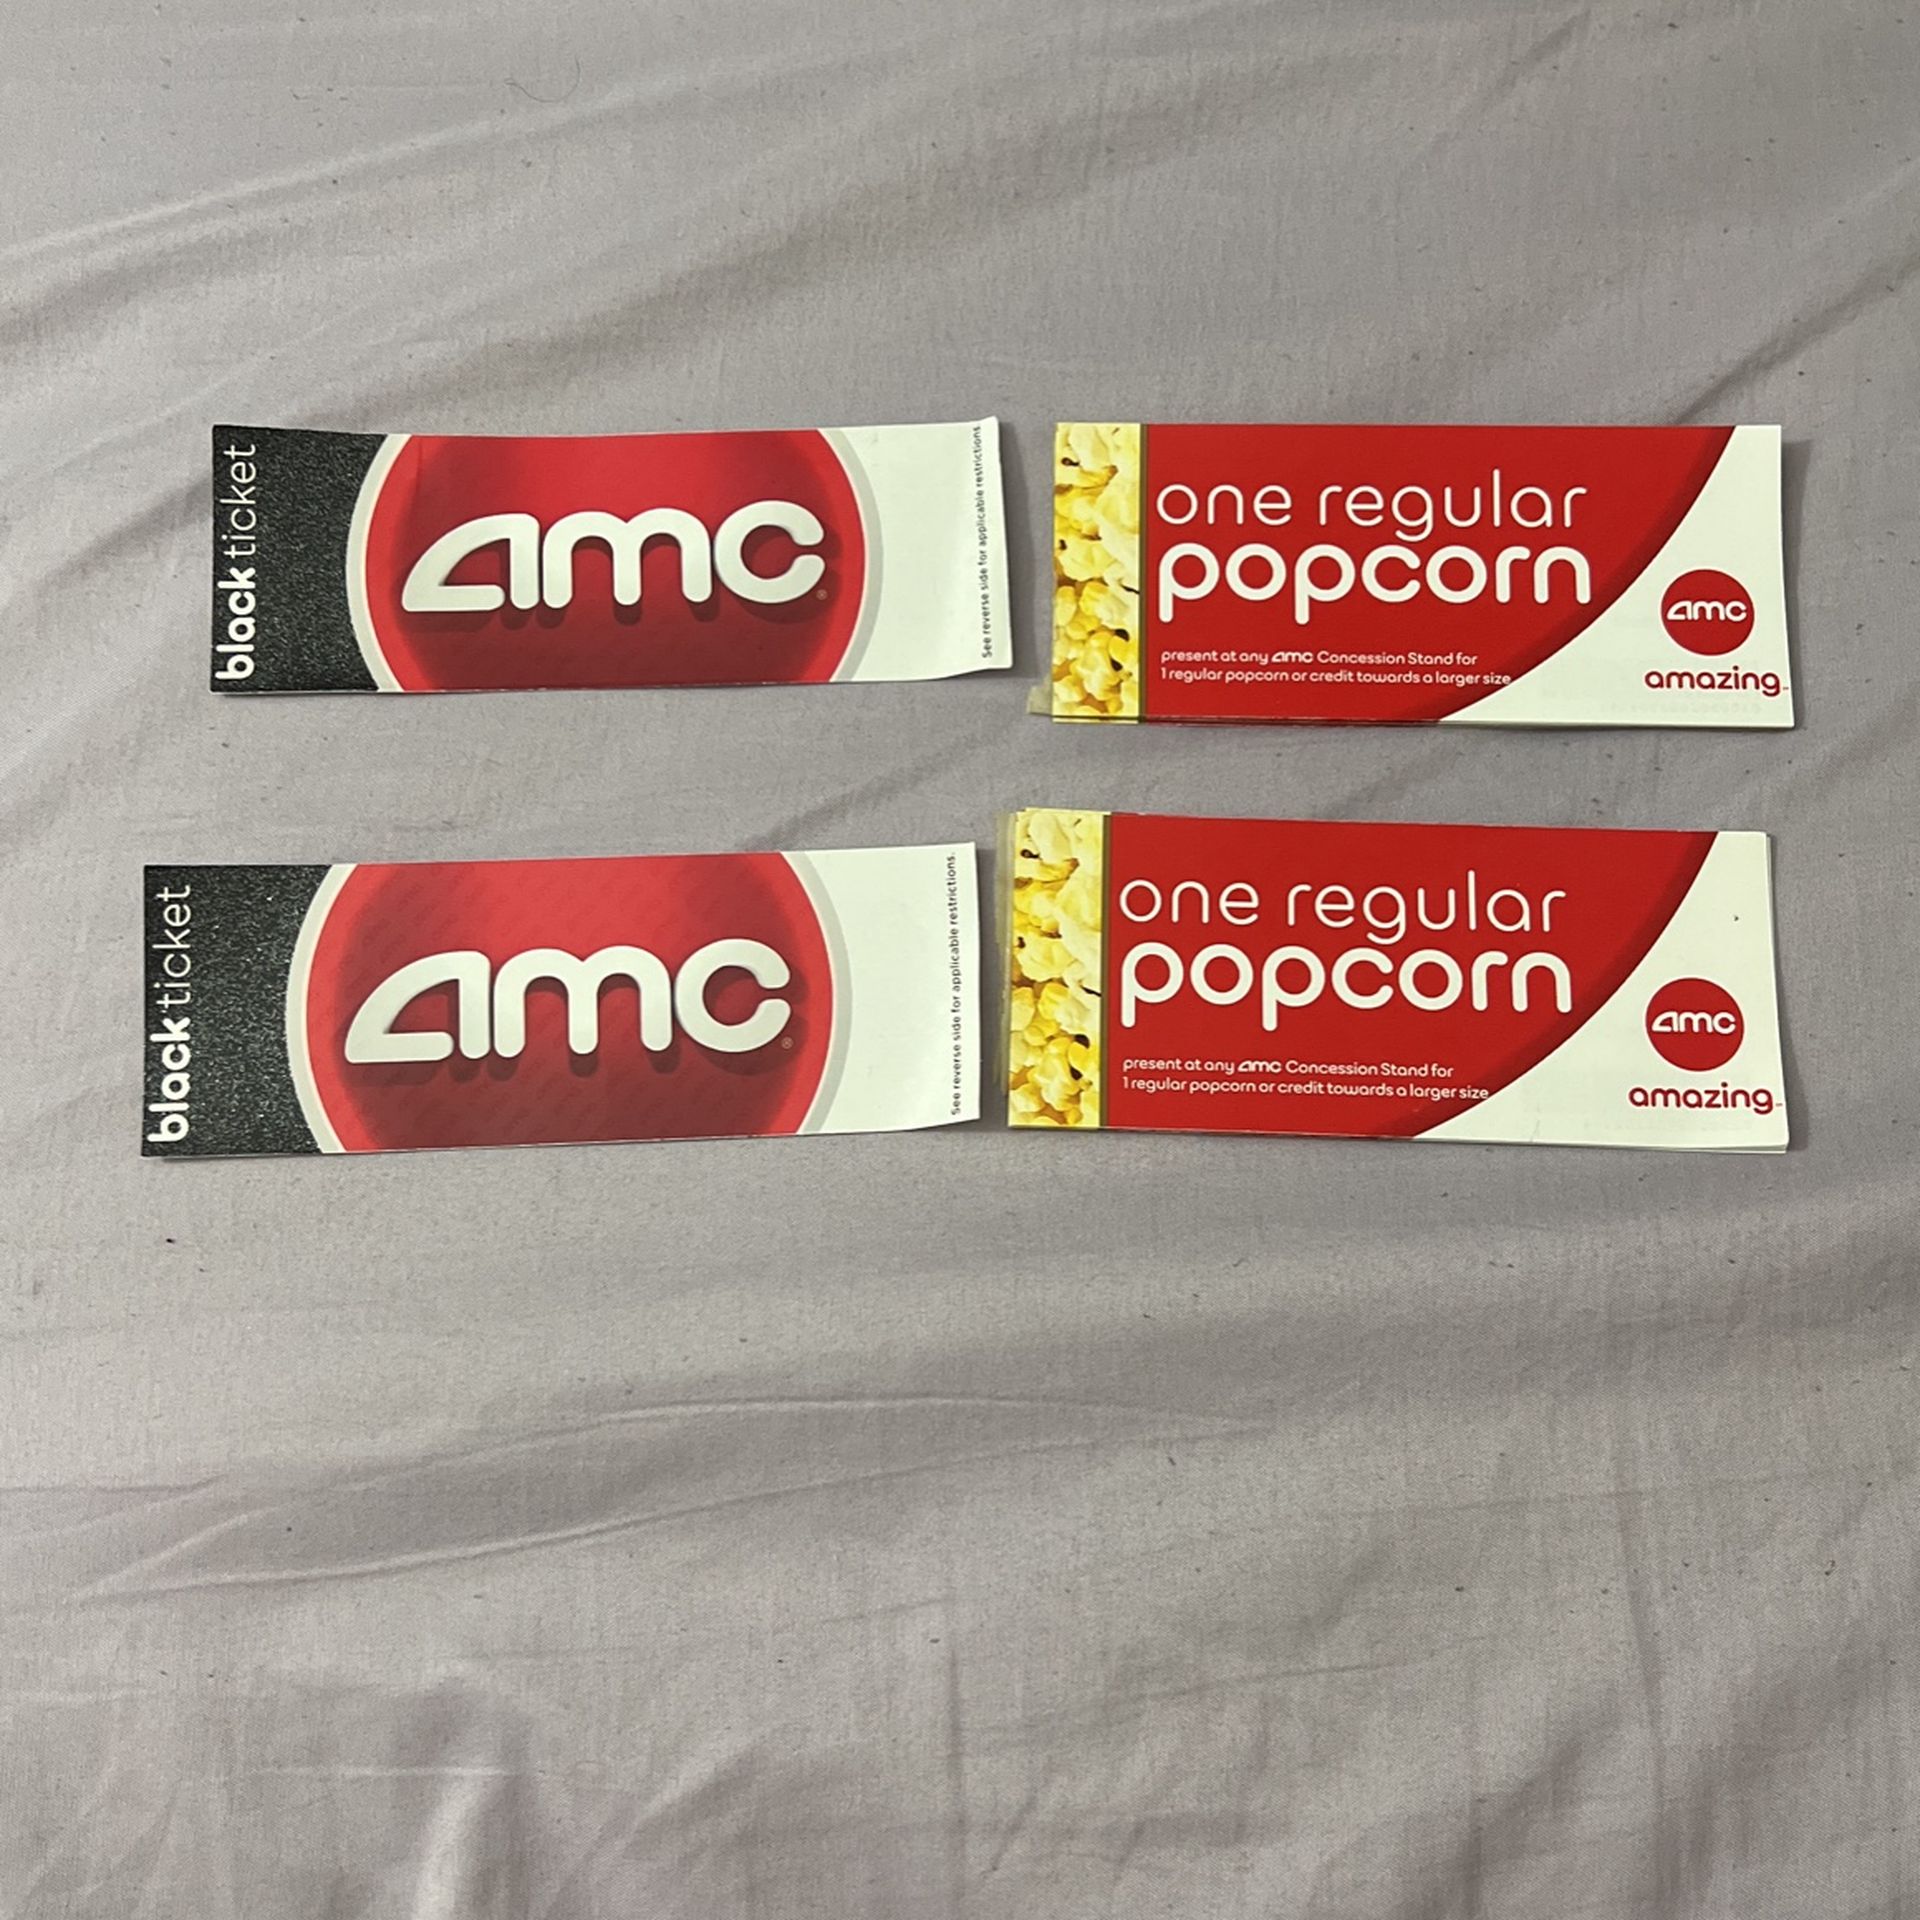 black ticket
amc
See reverse side for applicable restrictions.
one regular
popcorn
present at any amc Concession Stand for
1 regular popcorn or credit towards a larger size
amc
amazing
black ticket
amc
See reverse side for applicable restrictions.
one regular
popcorn
present at any amc Concession Stand for
1 regular popcorn or credit towards a larger size
amc
amazing